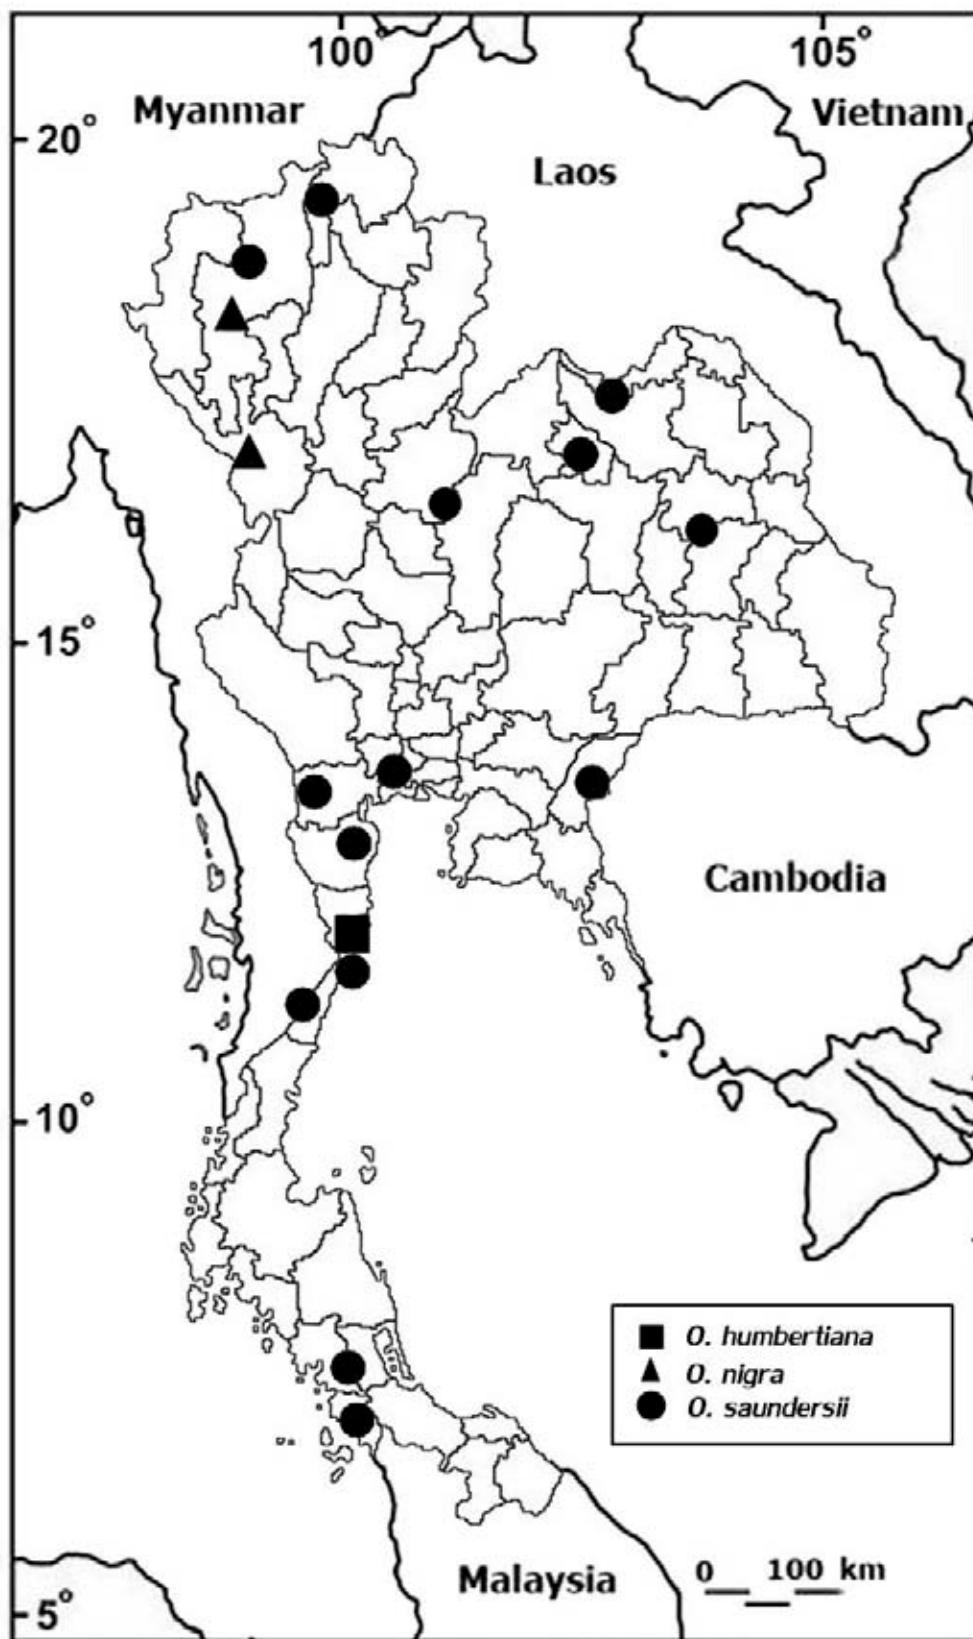 100°
105°
Myanmar
Vietnam
20°
Laos
15°
Cambodia
10°
O. humbertiana
O. nigra
O. saundersii
0 100 km
Malaysia
5°